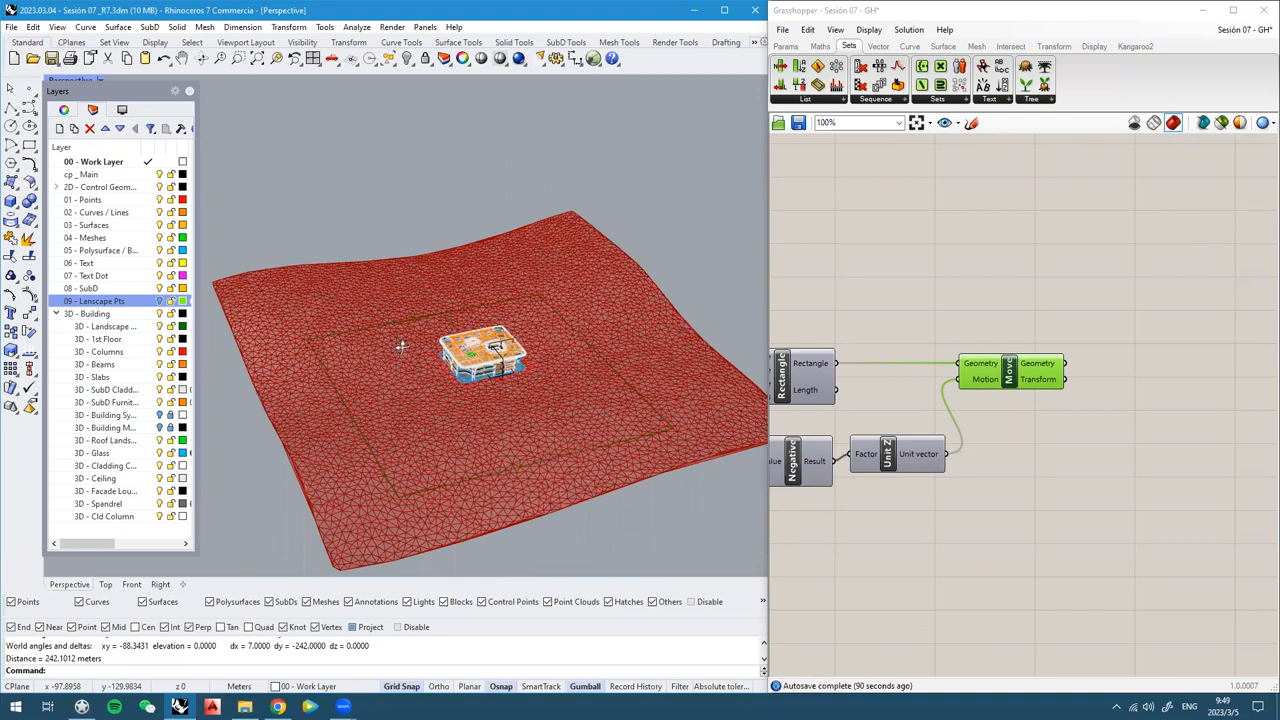 2023.03.04 - Sesión 07_R7.3dm (10 MB) - Rhinoceros 7 Commercia - [Perspective]
File Edit View Curve Surface SubD Solid Mesh Dimension Transform Tools Analyze Render Panels Help
Standard CPlanes Set View Display Select Viewport Layout Visibility Transform Curve Tools Surface Tools Solid Tools SubD Tools Mesh Tools Render Tools Drafting
Perspective
Layers
Layer
00 - Work Layer
cp _ Main
2D - Control Geom...
01 - Points
02 - Curves / Lines
03 - Surfaces
04 - Meshes
05 - Polysurface / B...
06 - Text
07 - Text Dot
08 - SubD
09 - Lanscape Pts
3D - Building
3D - Landscape ...
3D - 1st Floor
3D - Columns
3D - Beams
3D - Slabs
3D - SubD Cladd...
3D - SubD Furnit...
3D - Building Sy...
3D - Building M...
3D - Roof Lands...
3D - Glass
3D - Cladding C...
3D - Ceiling
3D - Facade Lou...
3D - Spandrel
3D - Cld Column
Perspective Top Front Right
Points Curves Surfaces Polysurfaces SubDs Meshes Annotations Lights Blocks Control Points Point Clouds Hatches Others Disable
End Near Point Mid Cen Int Perp Tan Quad Knot Vertex Project Disable
World angles and deltas: xy = -88.3431 elevation = 0.0000 dx = 7.0000 dy = -242.0000 dz = 0.0000
Distance = 242.1012 meters
Command:
CPlane x -97.8958 y -129.9834 z 0 Meters 00 - Work Layer Grid Snap Ortho Planar Osnap SmartTrack Gumball Record History Filter Absolute toler...
Grasshopper - Sesión 07 - GH*
File Edit View Display Solution Help Sesión 07 - GH*
Params Maths Sets Vector Curve Surface Mesh Intersect Transform Display Kangaroo2
List Sequence Sets Text Tree
100%
Rectangle Rectangle Length
Geometry Motion Move Geometry Transform
alue Negative Result
Factor Unit Z Unit vector
Autosave complete (90 seconds ago)
1.0.0007
ENG 9:49
2023/3/5